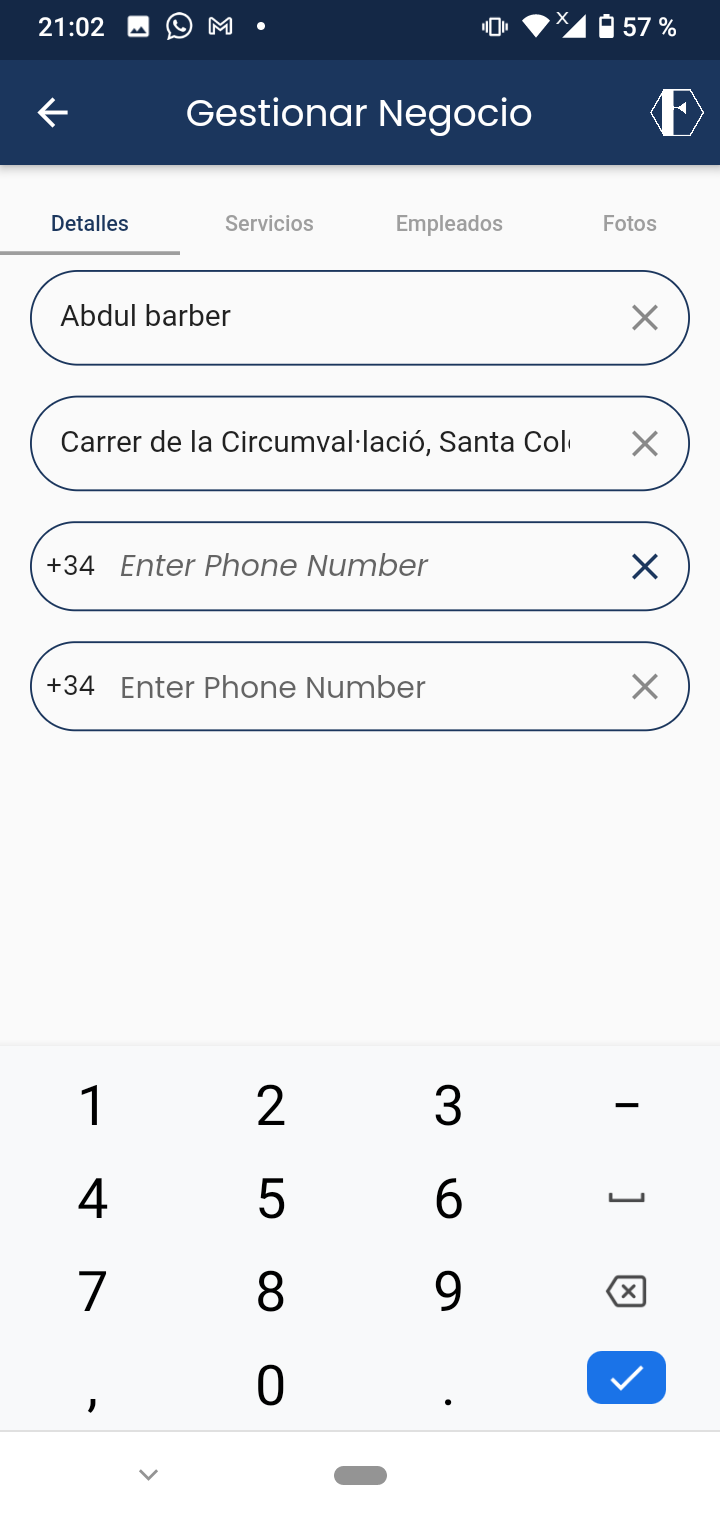 21:02
57 %
Gestionar Negocio
Detalles Servicios Empleados Fotos
Abdul barber
Carrer de la Circumval·lació, Santa
+34 Enter Phone Number
+34 Enter Phone Number
1 2 3 -
4 5 6
7 8 9
, 0 .